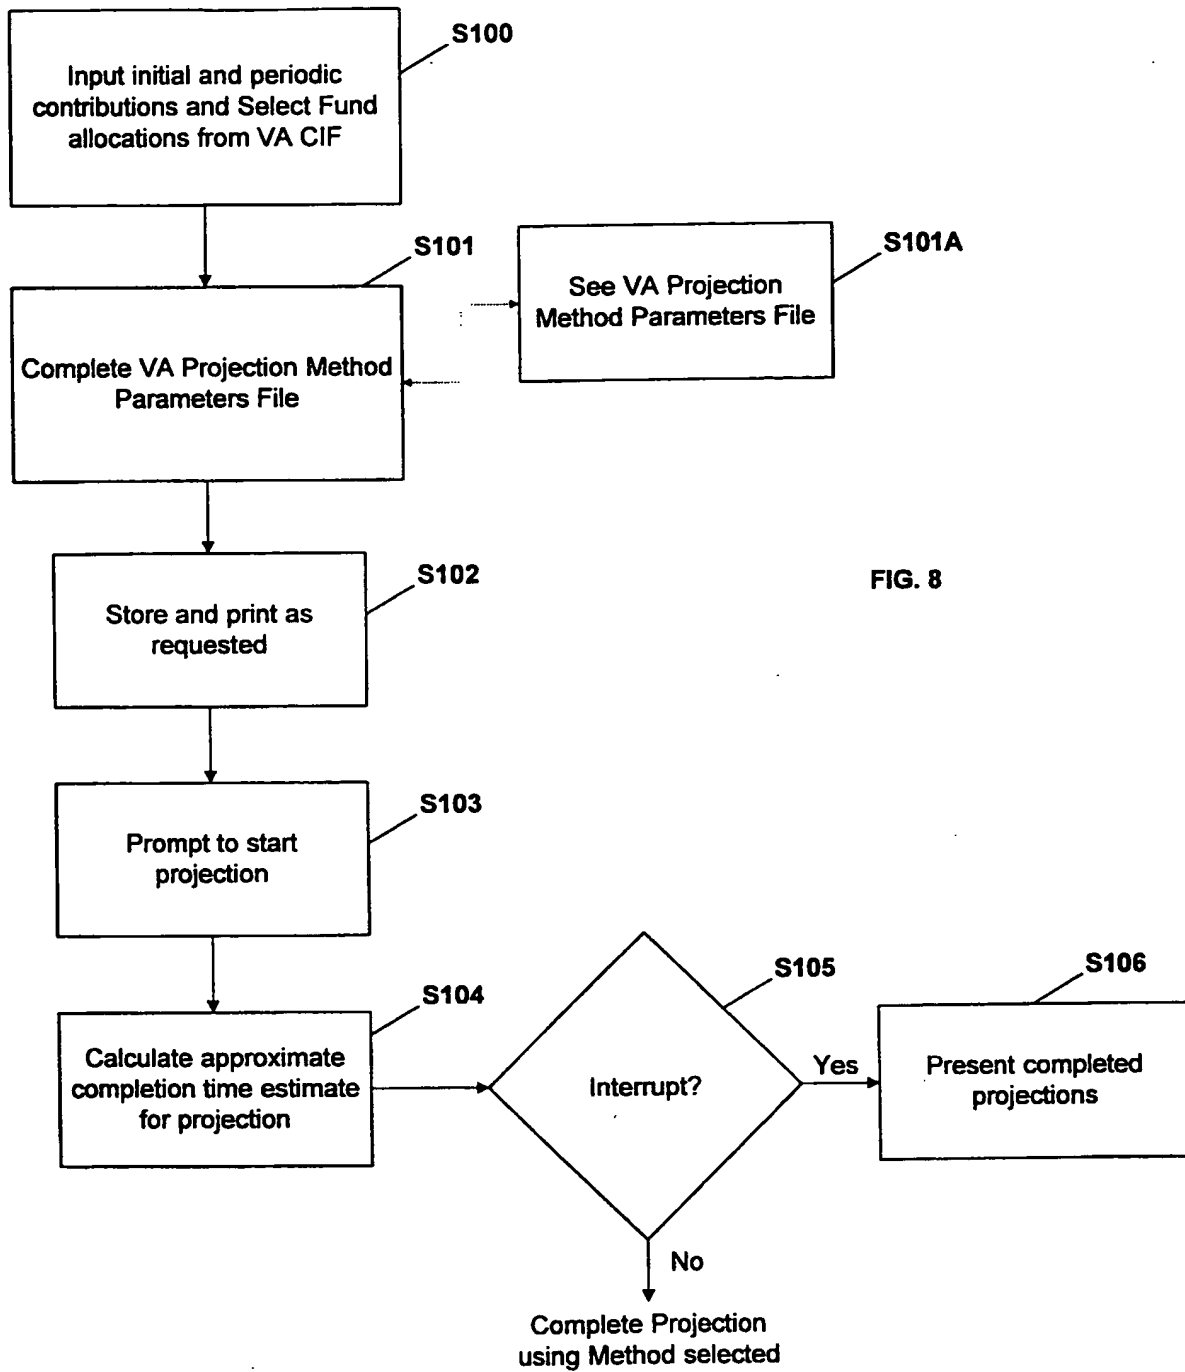 S100
Input initial and periodic
contributions and Select Fund
allocations from VA CIF
S101
S101A
See VA Projection
Method Parameters File
Complete VA Projection Method
Parameters File
S102
FIG. 8
Store and print as
requested
S103
Prompt to start
projection
S104
S105
S106
Calculate approximate
completion time estimate
for projection
Interrupt?
Yes
Present completed
projections
No
Complete Projection
using Method selected